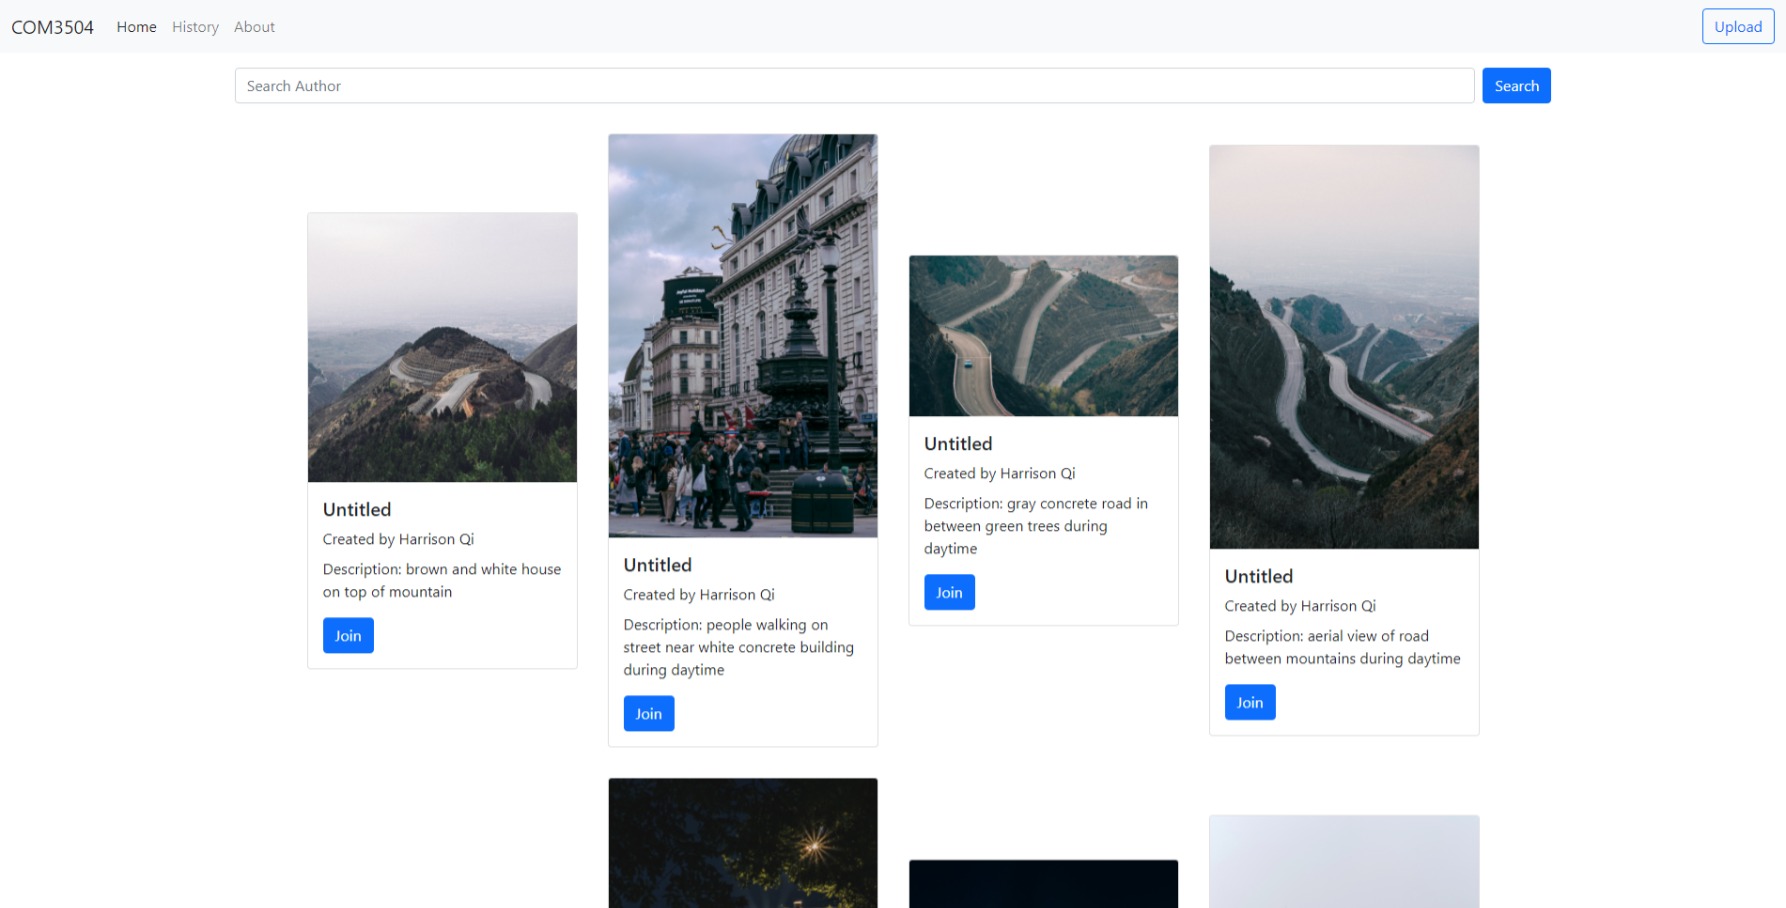 COM3504 Home History About Upload
Search Author Search
Untitled
Created by Harrison Qi
Description: brown and white house
on top of mountain
Join
Untitled
Created by Harrison Qi
Description: people walking on
street near white concrete building
during daytime
Join
Untitled
Created by Harrison Qi
Description: gray concrete road in
between green trees during
daytime
Join
Untitled
Created by Harrison Qi
Description: aerial view of road
between mountains during daytime
Join